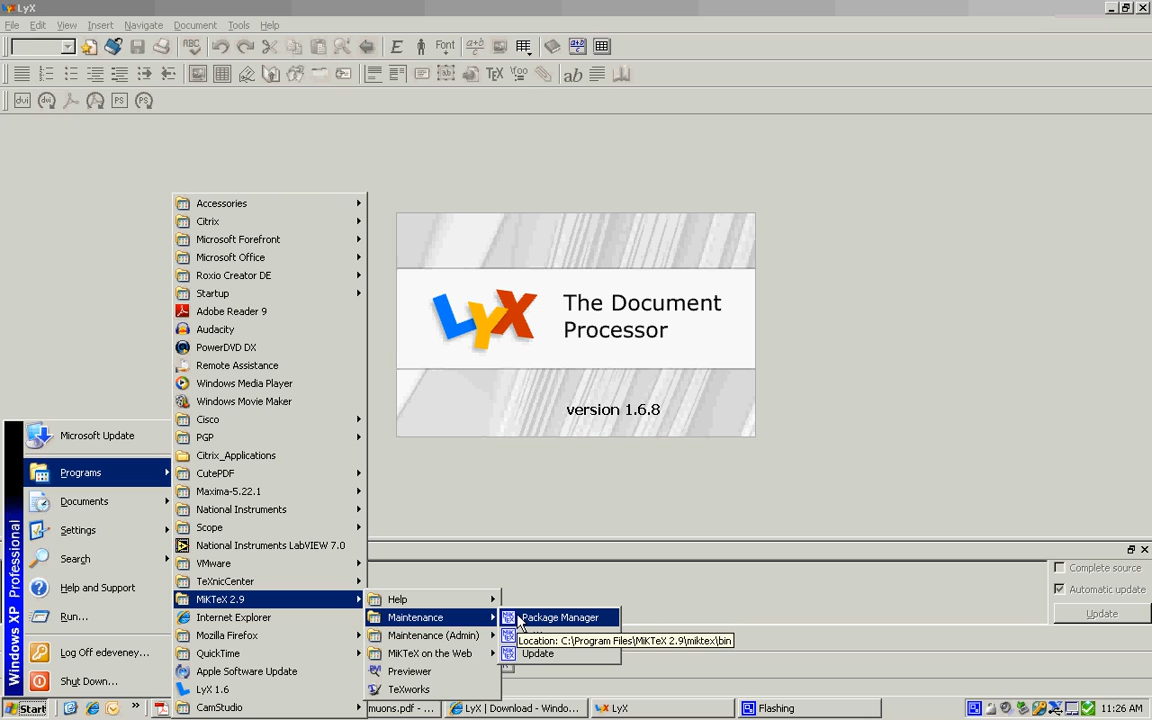 LyX
File Edit View Insert Navigate Document Tools Help
The Document
Processor
version 1.6.8
Accessories
Citrix
Microsoft Forefront
Microsoft Office
Roxio Creator DE
Startup
Adobe Reader 9
Audacity
PowerDVD DX
Remote Assistance
Windows Media Player
Windows Movie Maker
Cisco
PGP
Citrix_Applications
CutePDF
Maxima-5.22.1
National Instruments
Scope
National Instruments LabVIEW 7.0
VMware
TeXnicCenter
MiKTeX 2.9
Internet Explorer
Mozilla Firefox
QuickTime
Apple Software Update
LyX 1.6
CamStudio
Windows XP Professional
Microsoft Update
Programs
Documents
Settings
Search
Help and Support
Run...
Log Off edeveney...
Shut Down...
Help
Maintenance
Maintenance (Admin)
MiKTeX on the Web
Previewer
TeXworks
Package Manager
Location: C:\Program Files\MiKTeX 2.9\miktex\bin
Update
Complete source
Automatic update
Update
Start
muons.pdf - ...
LyX | Download - Windo...
LyX
Flashing
11:26 AM